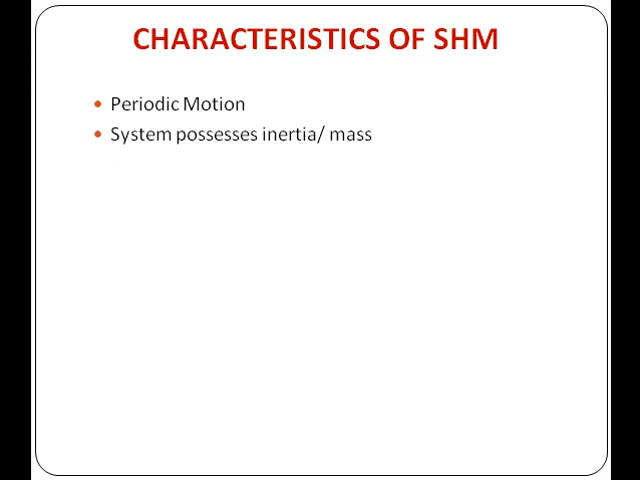 CHARACTERISTICS OF SHM
• Periodic Motion
• System possesses inertia/ mass